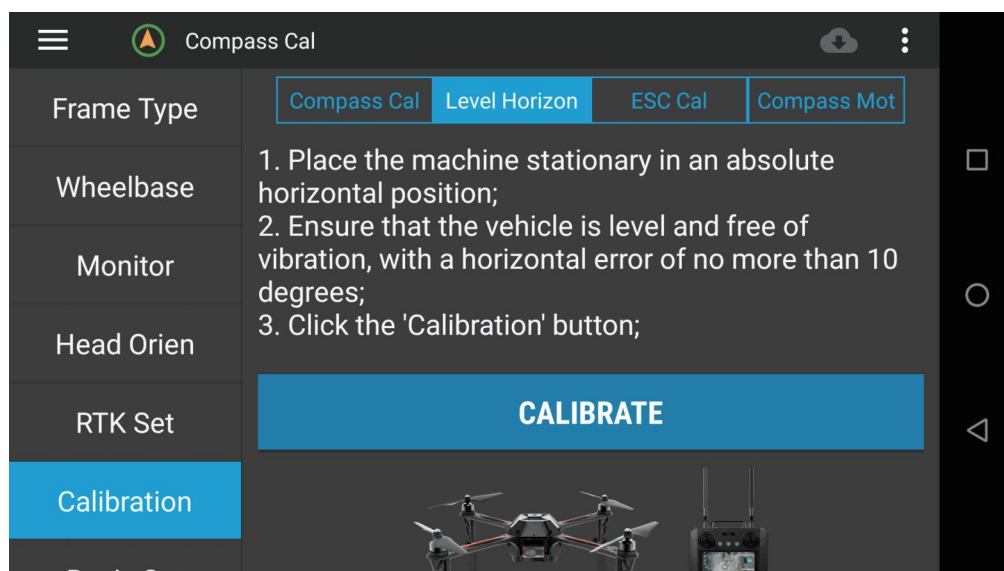 Compass Cal
Frame Type
Wheelbase
Monitor
Head Orien
RTK Set
Calibration
Compass Cal
Level Horizon
ESC Cal
Compass Mot
1. Place the machine stationary in an absolute
horizontal position;
2. Ensure that the vehicle is level and free of
vibration, with a horizontal error of no more than 10
degrees;
3. Click the 'Calibration' button;
CALIBRATE